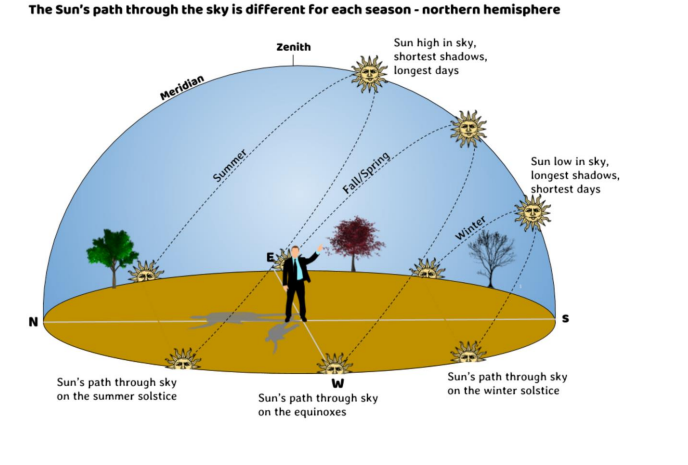 The Sun's path through the sky is different for each season - northern hemisphere
Zenith
Sun high in sky,
shortest shadows,
longest days
Meridian
Summer
Fall/Spring
Sun low in sky,
longest shadows,
shortest days
Winter
E
N
S
W
Sun's path through sky
on the summer solstice
Sun's path through sky
on the equinoxes
Sun's path through sky
on the winter solstice